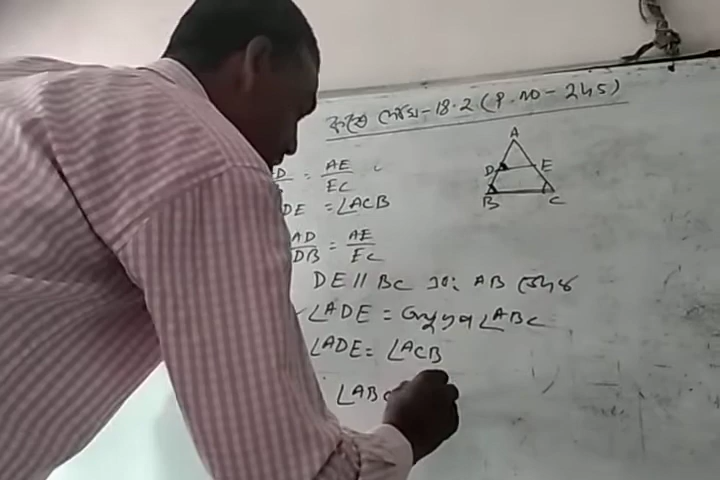 কষে দেখি-18.2 (P.NO-245)
A
D E
B C
D = AE/EC
DE = ∠ACB
AD/DB = AE/EC
DE || BC এবং AB ছেদক
∠ADE = অনুরূপ ∠ABC
∠ADE = ∠ACB
∠ABC